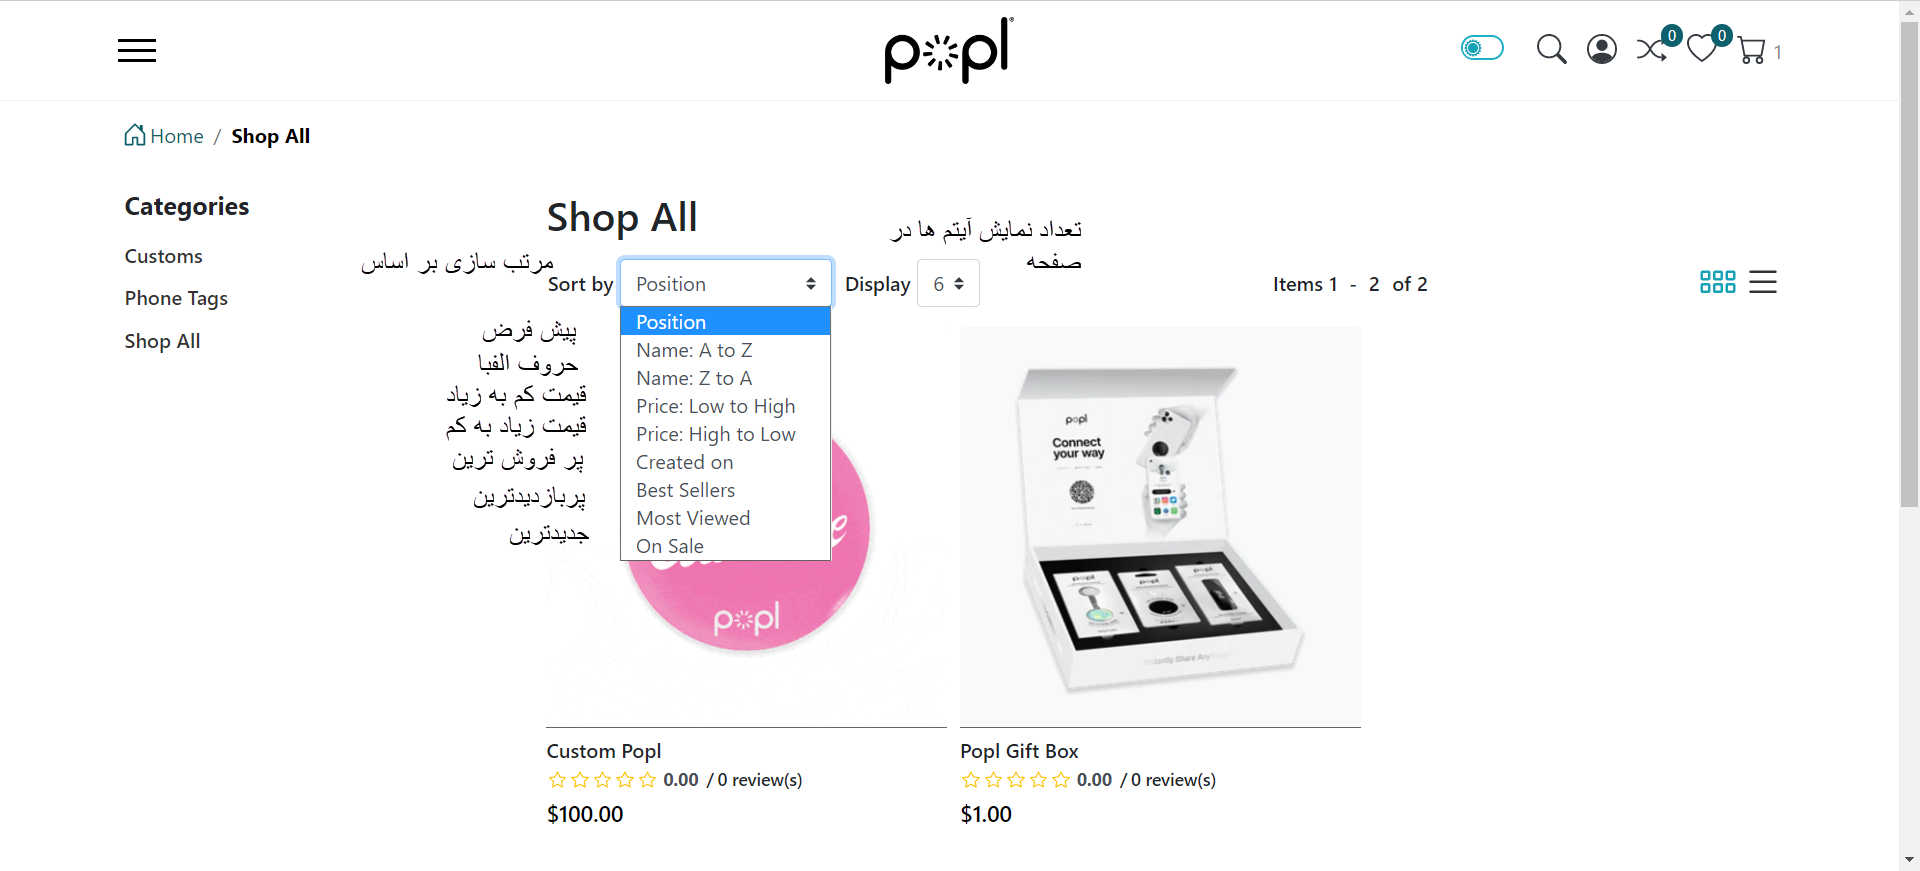 popl
0
0
1
Home / Shop All
Categories
Customs
Phone Tags
Shop All
Shop All
تعداد نمایش آیتم ها در
صفحه
مرتب سازی بر اساس
Sort by Position Display 6 Items 1 - 2 of 2
پیش فرض
حروف الفبا
قیمت کم به زیاد
قیمت زیاد به کم
پر فروش ترین
پربازدیدترین
جدیدترین
Position
Name: A to Z
Name: Z to A
Price: Low to High
Price: High to Low
Created on
Best Sellers
Most Viewed
On Sale
popl
popl
Connect
your way
popl
popl
popl
Instantly Share
Custom Popl
0.00 / 0 review(s)
$100.00
Popl Gift Box
0.00 / 0 review(s)
$1.00